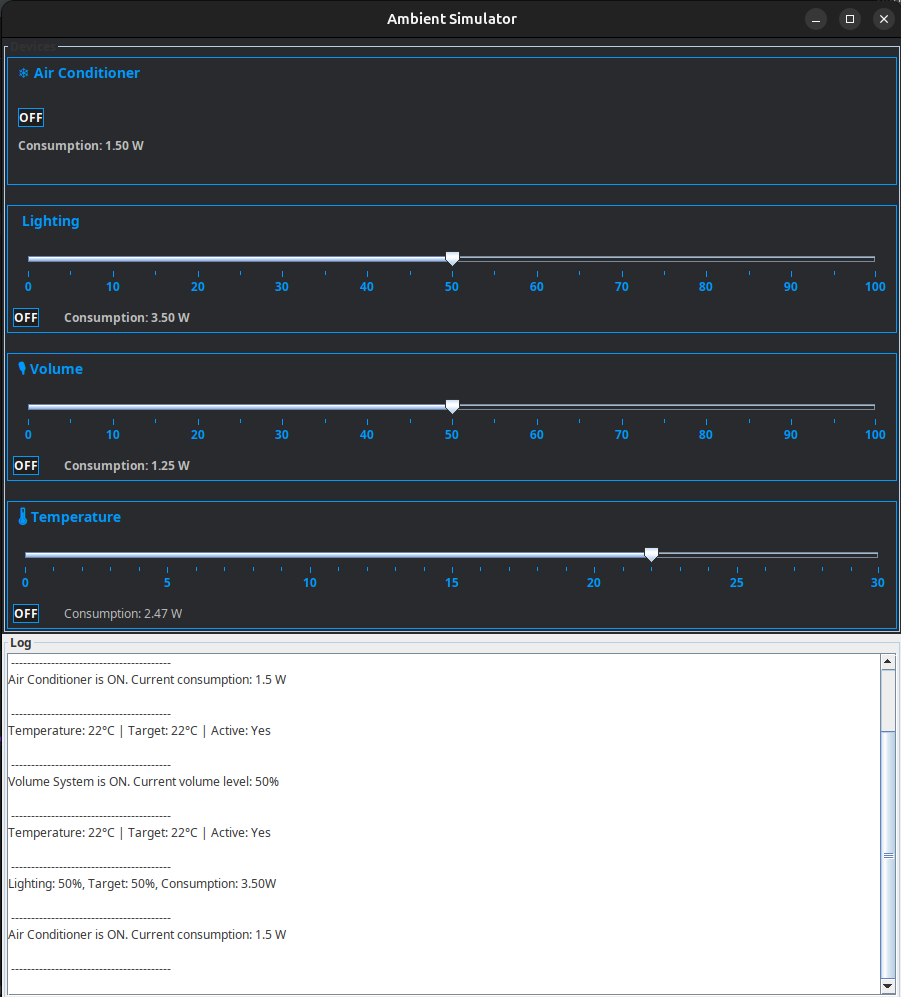 Ambient Simulator
Devices
❄ Air Conditioner
OFF
Consumption: 1.50 W
Lighting
0 10 20 30 40 50 60 70 80 90 100
OFF Consumption: 3.50 W
Volume
0 10 20 30 40 50 60 70 80 90 100
OFF Consumption: 1.25 W
Temperature
0 5 10 15 20 25 30
OFF Consumption: 2.47 W
Log
----------------------------------------
Air Conditioner is ON. Current consumption: 1.5 W
----------------------------------------
Temperature: 22°C | Target: 22°C | Active: Yes
----------------------------------------
Volume System is ON. Current volume level: 50%
----------------------------------------
Temperature: 22°C | Target: 22°C | Active: Yes
----------------------------------------
Lighting: 50%, Target: 50%, Consumption: 3.50W
----------------------------------------
Air Conditioner is ON. Current consumption: 1.5 W
----------------------------------------